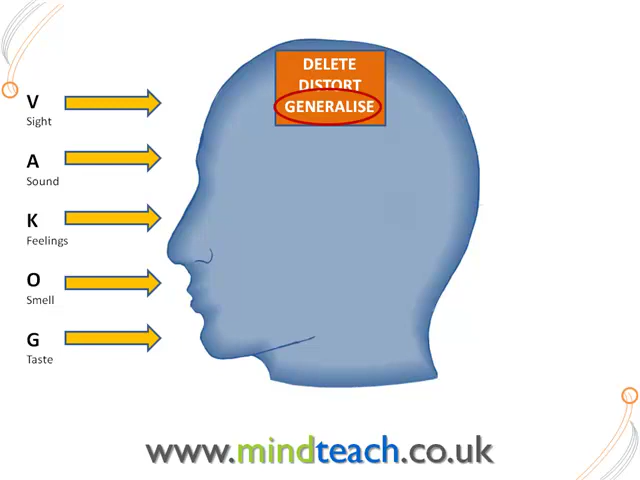 DELETE
DISTORT
GENERALISE
V
Sight
A
Sound
K
Feelings
O
Smell
G
Taste
www.mindteach.co.uk